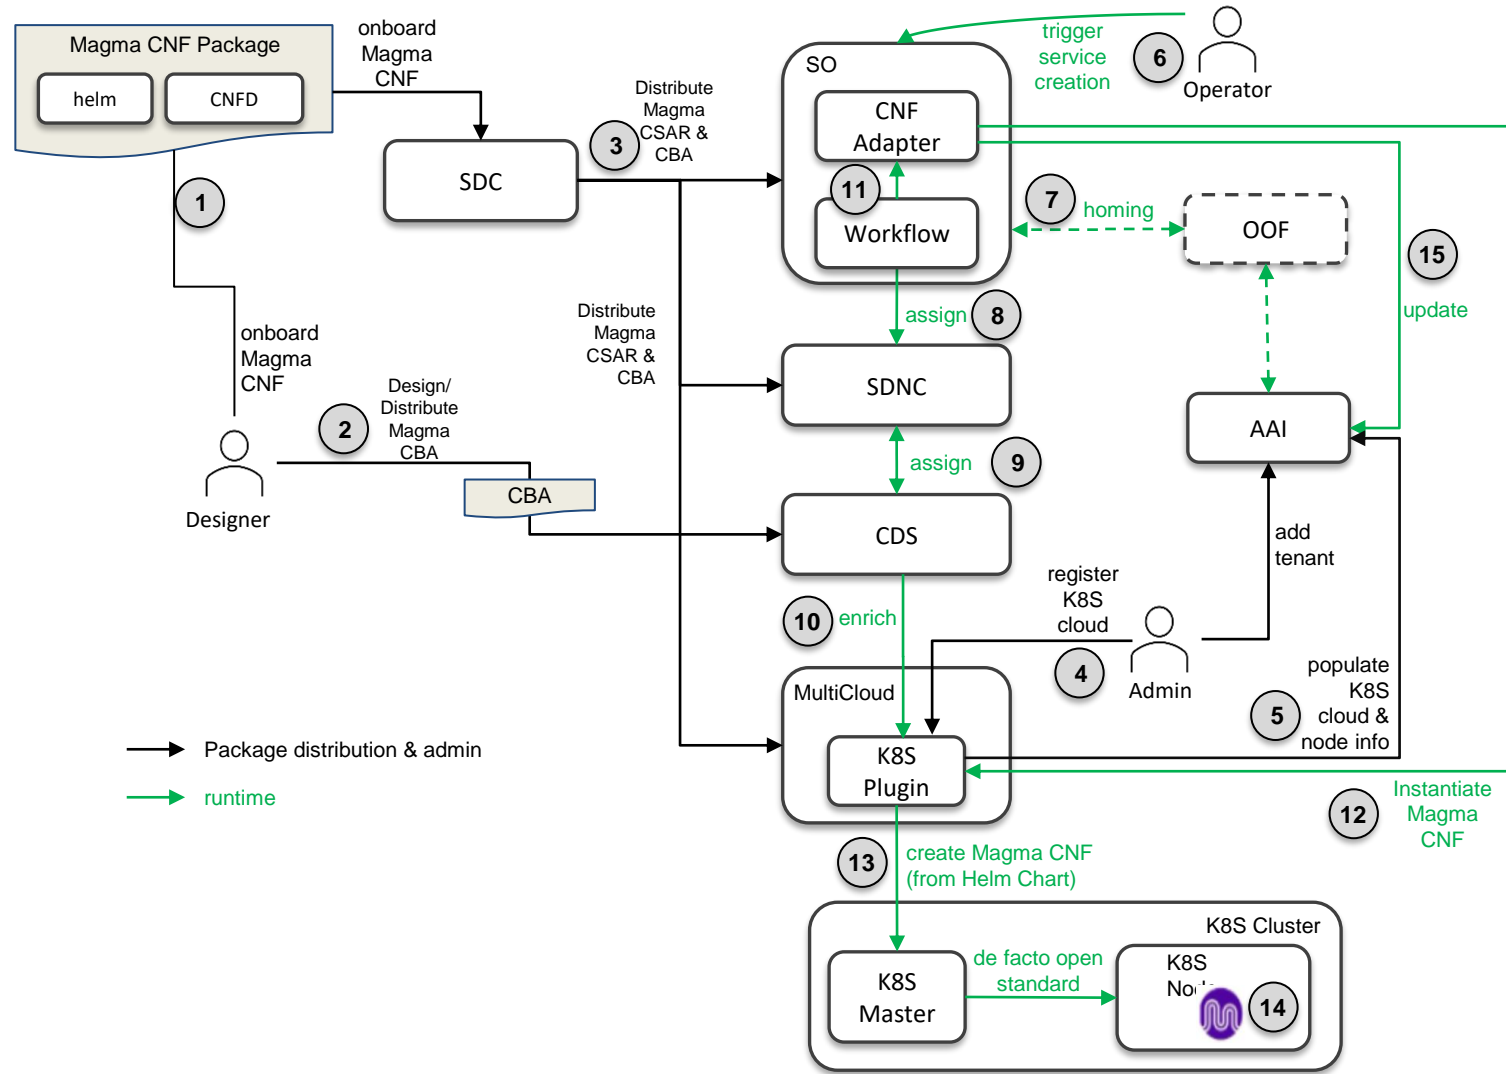 Magma CNF Package
helm
CNFD
onboard
Magma
CNF
1
SDC
3
Distribute
Magma
CSAR &
CBA
SO
CNF
Adapter
11
Workflow
trigger
service
creation
6
Operator
7
homing
OOF
15
update
onboard
Magma
CNF
Designer
2
Design/
Distribute
Magma
CBA
CBA
Distribute
Magma
CSAR &
CBA
assign
8
SDNC
assign
9
CDS
AAI
add
tenant
10
enrich
register
K8S
cloud
4
Admin
populate
K8S
cloud &
node info
5
MultiCloud
K8S
Plugin
Package distribution & admin
runtime
12
Instantiate
Magma
CNF
13
create Magma CNF
(from Helm Chart)
K8S Cluster
K8S
Master
de facto open
standard
K8S
Node
14